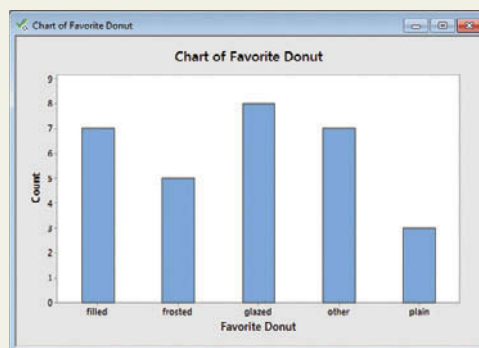 Chart of Favorite Donut
Chart of Favorite Donut
9
8
7
6
5
4
3
2
1
0
Count
filled frosted glazed other plain
Favorite Donut